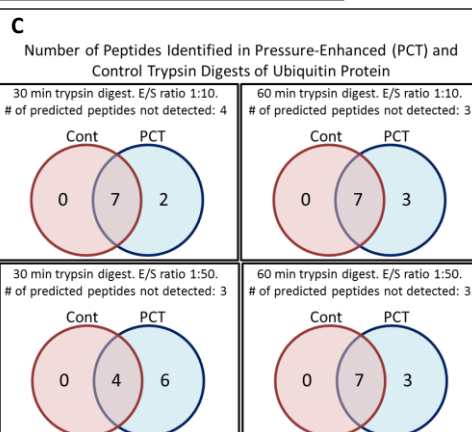 C
Number of Peptides Identified in Pressure-Enhanced (PCT) and
Control Trypsin Digests of Ubiquitin Protein
30 min trypsin digest. E/S ratio 1:10.
# of predicted peptides not detected: 4
Cont PCT
0 7 2
60 min trypsin digest. E/S ratio 1:10.
# of predicted peptides not detected: 3
Cont PCT
0 7 3
30 min trypsin digest. E/S ratio 1:50.
# of predicted peptides not detected: 3
Cont PCT
0 4 6
60 min trypsin digest. E/S ratio 1:50.
# of predicted peptides not detected: 3
Cont PCT
0 7 3